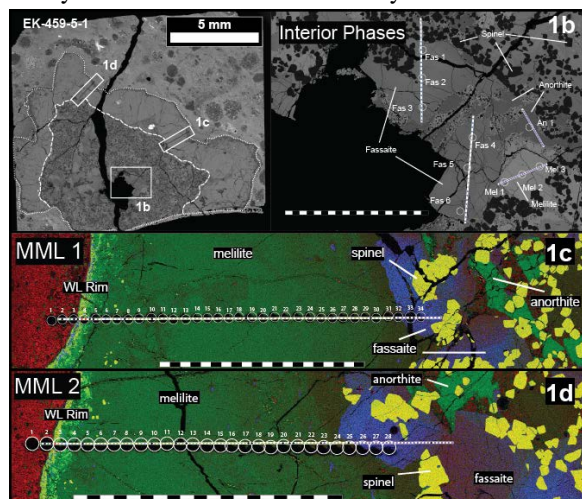 EK-459-5-1
5 mm
1d
1c
1b
Interior Phases
1b
Spinel
Fas 1
Fas 2
Anorthite
Fas 3
An 1
Fas 4
Fassaite
Fas 5
Mel 3
Fas 6
Mel 1
Mel 2
Mellilite
MML 1
melilite
spinel
1c
WL Rim
anorthite
1 2 3 4 5 6 7 8 9 10 11 12 13 14 15 16 17 18 19 20 21 22 23 24 25 26 27 28 29 30 31 32 33 34
fassaite
MML 2
anorthite
1d
WL Rim
melilite
1 2 3 4 5 6 7 8 9 10 11 12 13 14 15 16 17 18 19 20 21 22 23 24 25 26 27 28
spinel
fassaite